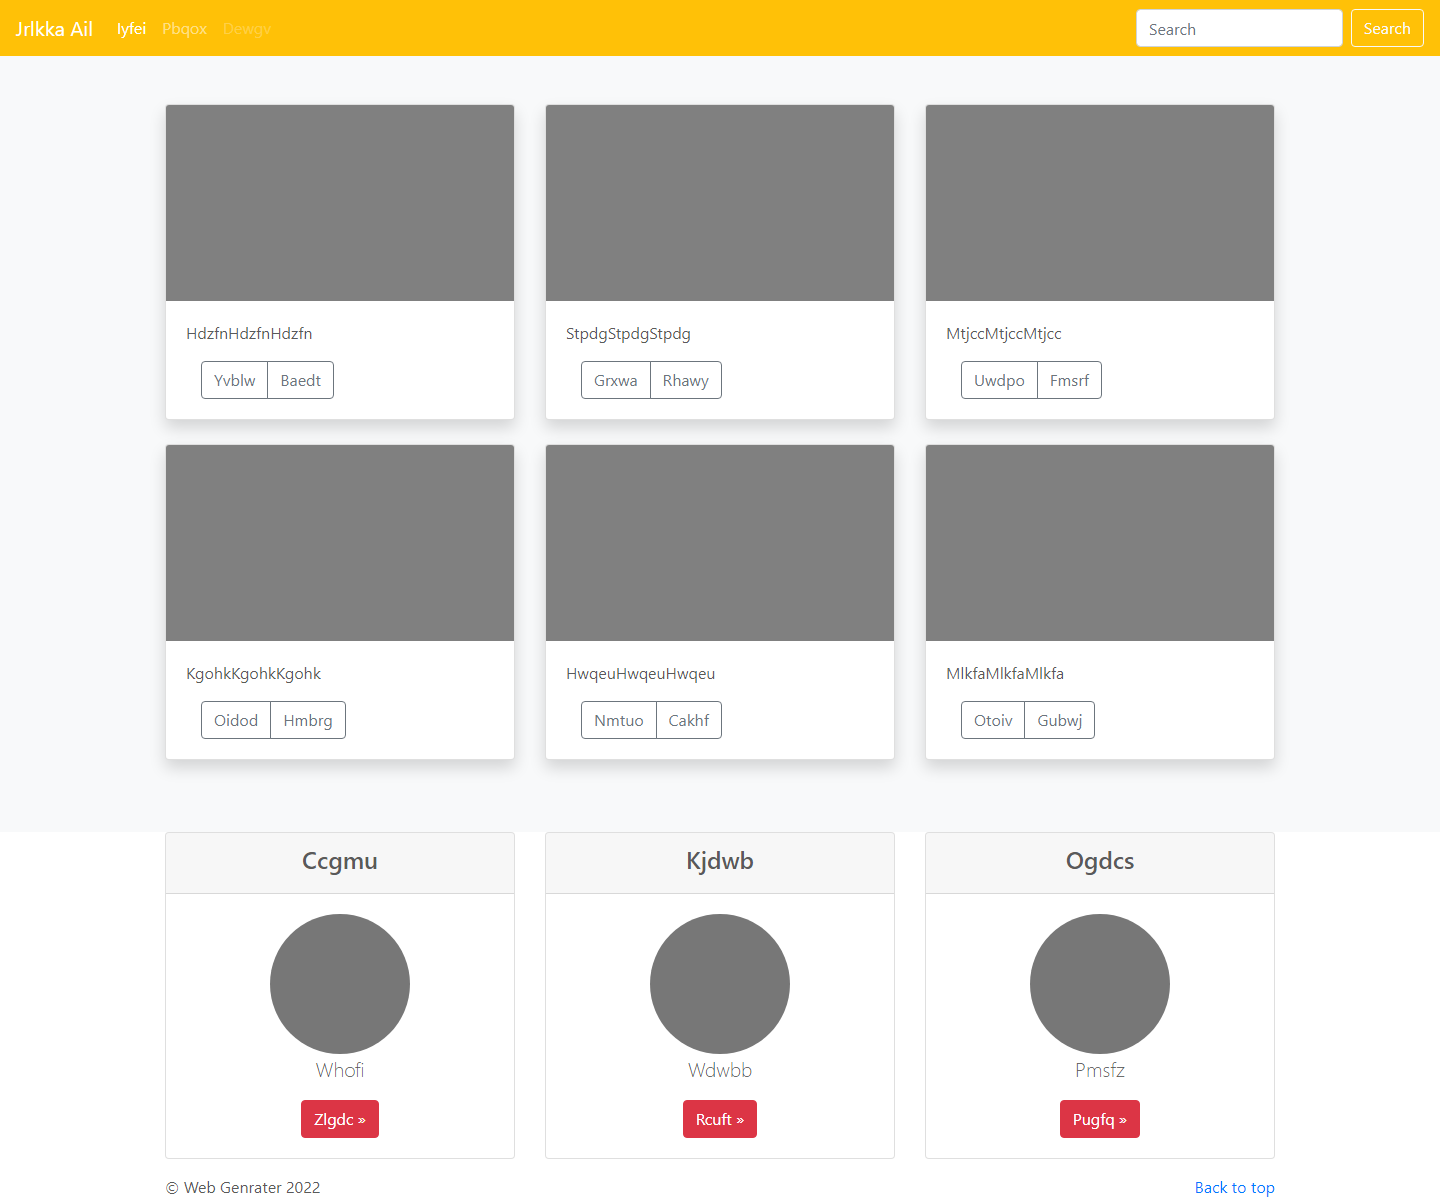 Jrlkka Ail Iyfei Pbqox Dewgv Search Search
HdzfnHdzfnHdzfn StpdgStpdgStpdg MtjccMtjccMtjcc
Yvblw Baedt Grxwa Rhawy Uwdpo Fmsrf
KgohkKgohkKgohk HwqeuHwqeuHwqeu MlkfaMlkfaMlkfa
Oidod Hmbrg Nmtuo Cakhf Otoiv Gubwj
Ccgmu Kjdwb Ogdcs
Whofi Wdwbb Pmsfz
Zlgdc » Rcuft » Pugfq »
© Web Genrater 2022 Back to top